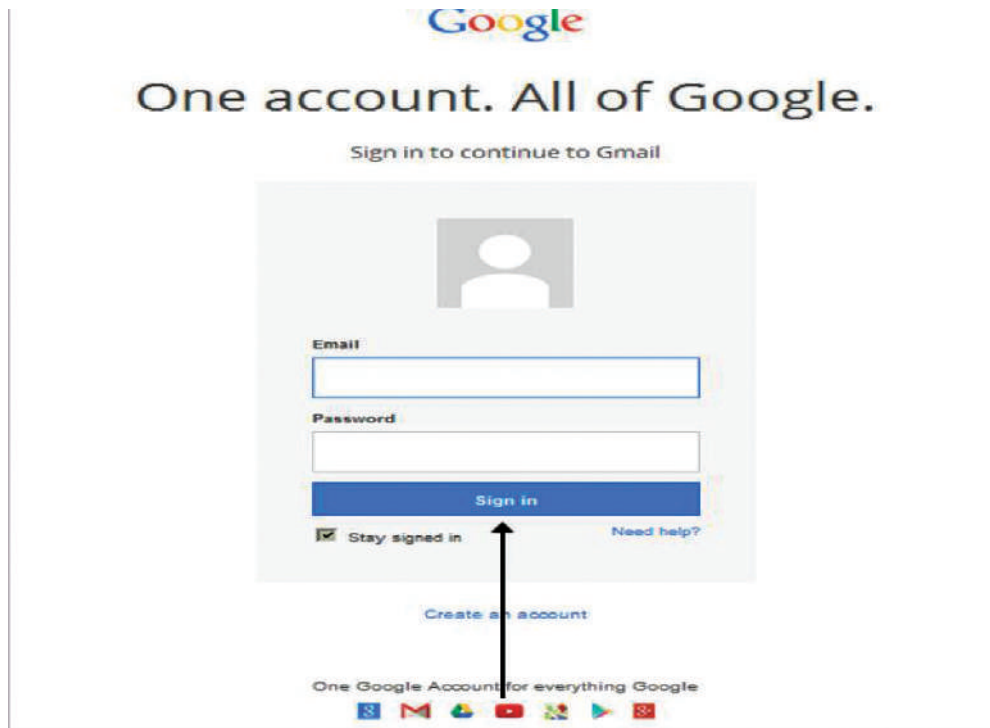 Google
One account. All of Google.
Sign in to continue to Gmail
Email
Password
Sign in
Stay signed in
Need help?
Create an account
One Google Account for everything Google